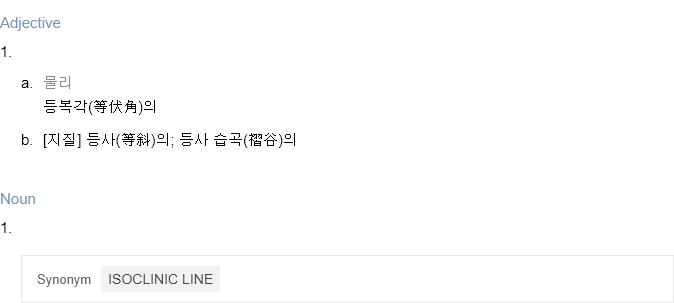 Adjective
1.
a. 물리
등복각(等伏角)의
b. [지질] 등사(等斜)의; 등사 습곡(褶谷)의
Noun
1.
Synonym ISOCLINIC LINE